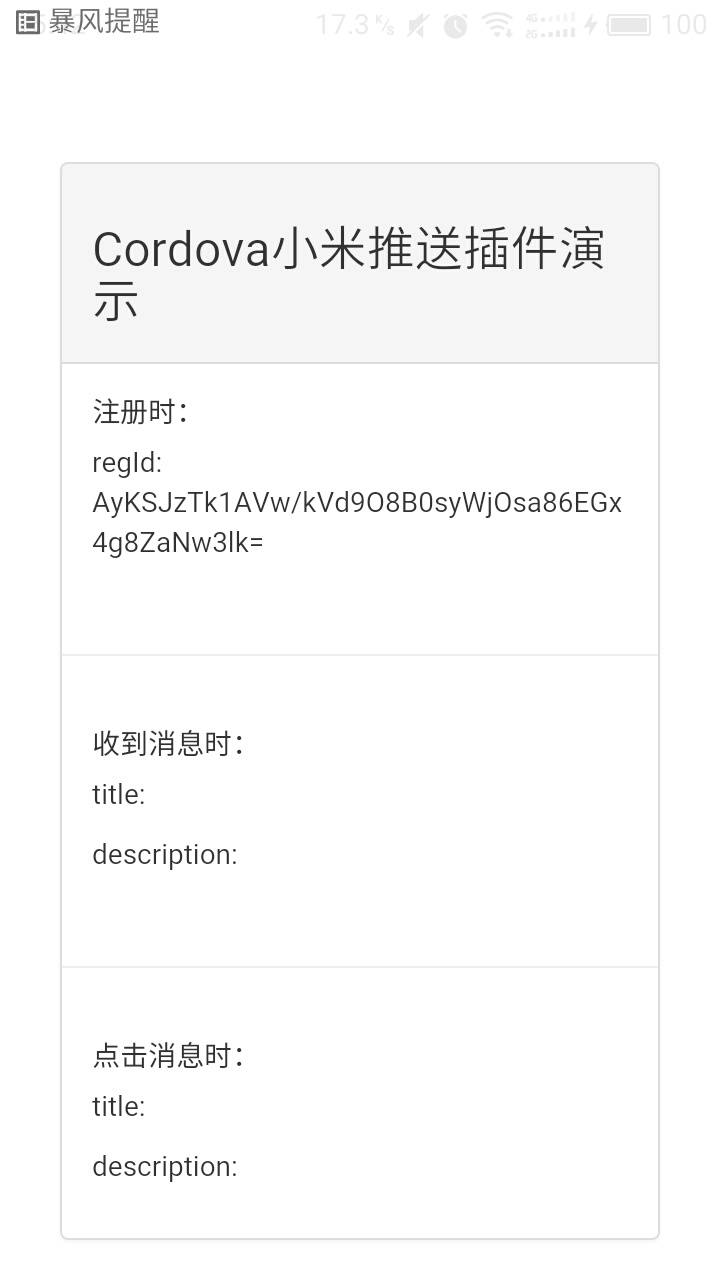 暴风提醒
17.3 K/s 4G 2G 100
Cordova小米推送插件演
示
注册时：
regId:
AyKSJzTk1AVw/kVd9O8B0syWjOsa86EGx
4g8ZaNw3lk=
收到消息时：
title:
description:
点击消息时：
title:
description: